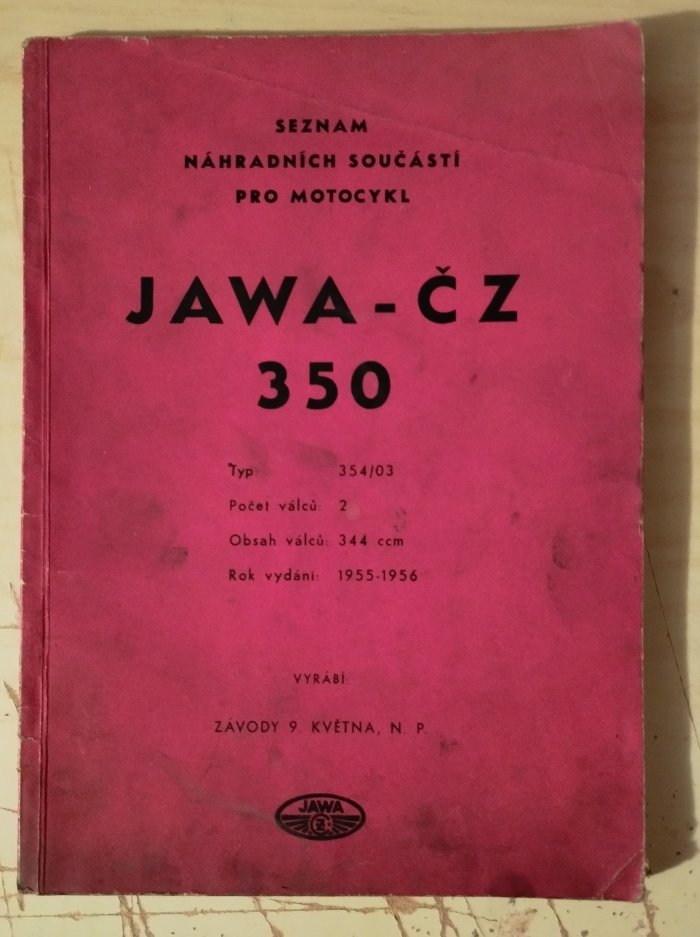 SEZNAM
NÁHRADNÍCH SOUČÁSTÍ
PRO MOTOCYKL
JAWA-ČZ
350
Typ: 354/03
Počet válců: 2
Obsah válců: 344 ccm
Rok vydání: 1955-1956
VYRÁBÍ:
ZÁVODY 9. KVĚTNA, N. P.
JAWA
ČZ